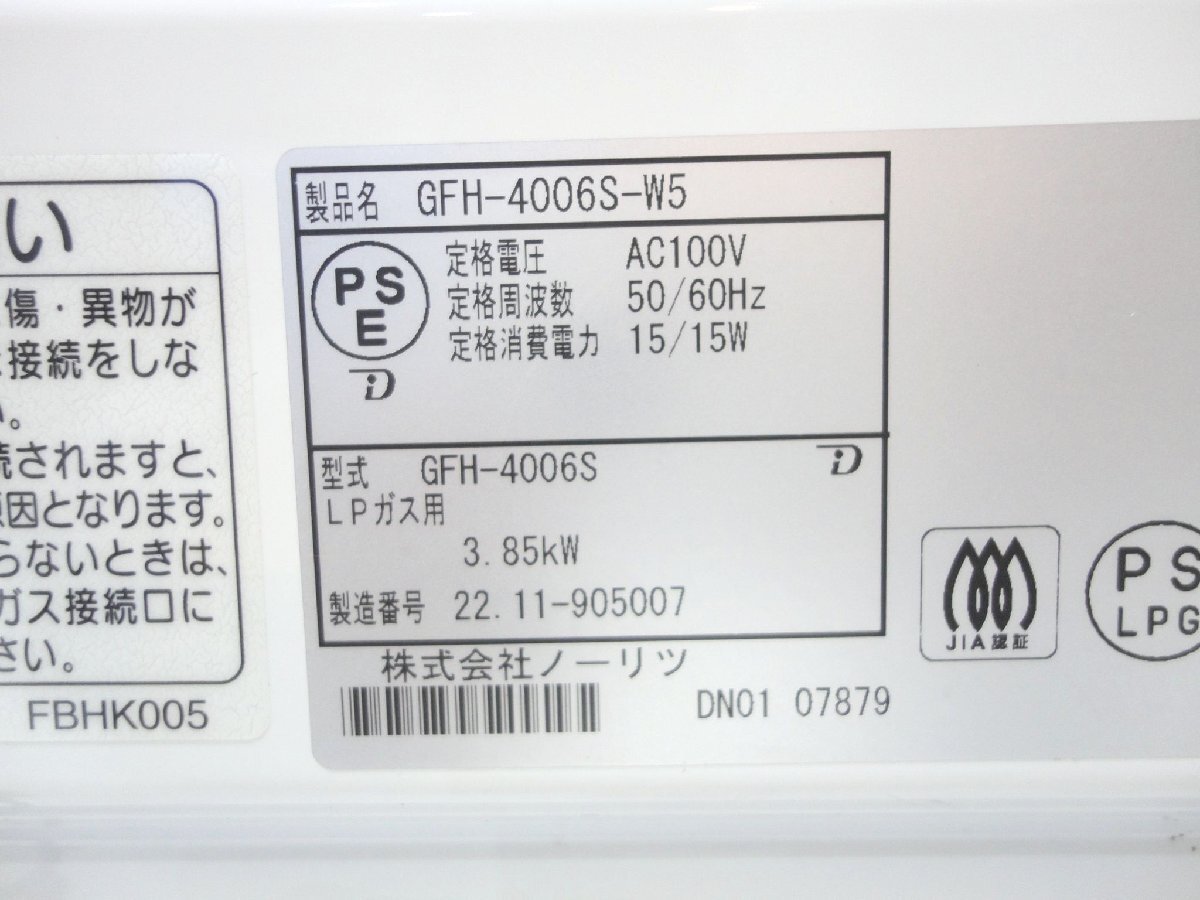 い
傷・異物が
接続をしな
い。
続されますと、
原因となります。
らないときは、
ガス接続口に
さい。
FBHK005
製品名 GFH-4006S-W5
PS
E
定格電圧 AC100V
定格周波数 50/60Hz
定格消費電力 15/15W
型式 GFH-4006S
LPガス用
3.85kW
製造番号 22.11-905007
株式会社ノーリツ
DN01 07879
JIA認証
PS
LPG